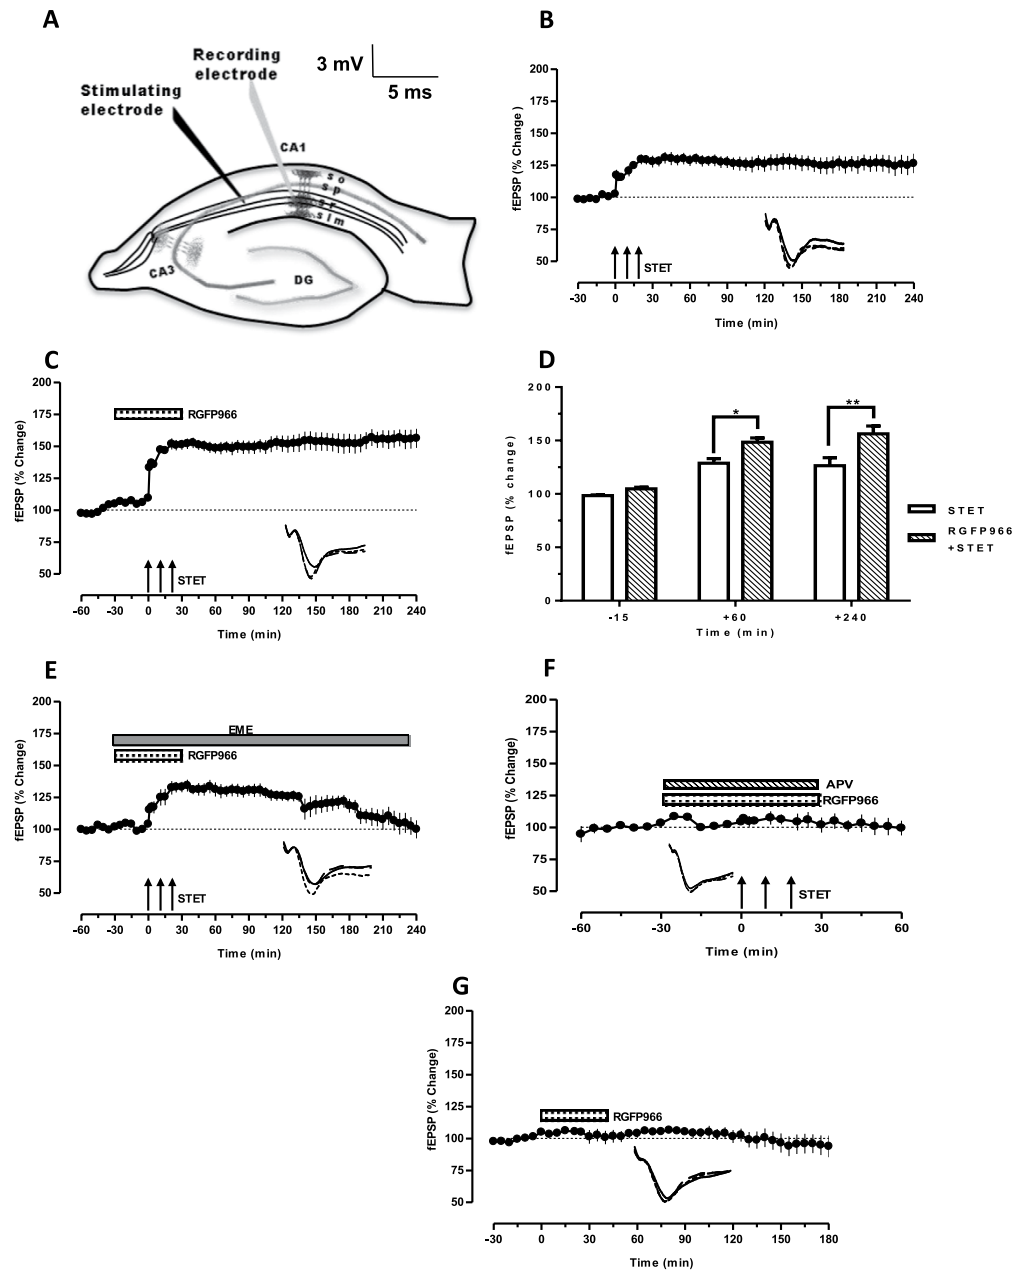 A
Recording
electrode
3 mV
5 ms
Stimulating
electrode
CA1
so
sp
sr
slm
CA3
DG
B
fEPSP (% Change)
200
175
150
125
100
75
50
STET
-30 0 30 60 90 120 150 180 210 240
Time (min)
C
fEPSP (% Change)
200
175
150
125
100
75
50
RGFP966
STET
-60 -30 0 30 60 90 120 150 180 210 240
Time (min)
D
fEPSP (% change)
200
150
100
50
0
*
**
-15 +60 +240
Time (min)
STET
RGFP966
+STET
E
fEPSP (% Change)
200
175
150
125
100
75
50
EME
RGFP966
STET
-60 -30 0 30 60 90 120 150 180 210 240
Time (min)
F
fEPSP (% Change)
200
175
150
125
100
75
50
APV
RGFP966
STET
-60 -30 0 30 60
Time (min)
G
fEPSP (% Change)
200
175
150
125
100
75
50
RGFP966
-30 0 30 60 90 120 150 180
Time (min)